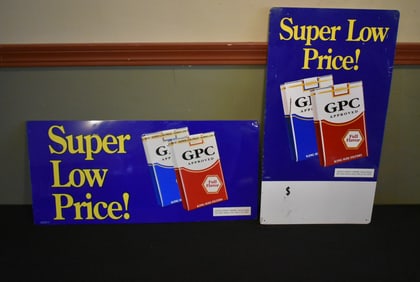 Super
Low
Price!
GPC
APPROVED
Full
Flavor
Super Low
Price!
GPC
APPROVED
Full
Flavor
$